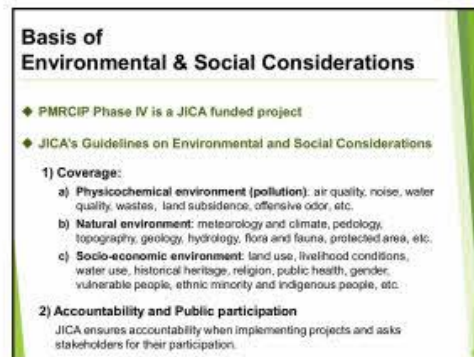 Basis of
Environmental & Social Considerations
◆ PMRCIP Phase IV is a JICA funded project
◆ JICA's Guidelines on Environmental and Social Considerations
1) Coverage:
a) Physicochemical environment (pollution): air quality, noise, water
quality, wastes, land subsidence, offensive odor, etc.
b) Natural environment: meteorology and climate, pedology,
topography, geology, hydrology, flora and fauna, protected area, etc.
c) Socio-economic environment: land use, livelihood conditions,
water use, historical heritage, religion, public health, gender,
vulnerable people, ethnic minority and indigenous people, etc.
2) Accountability and Public participation
JICA ensures accountability when implementing projects and asks
stakeholders for their participation.